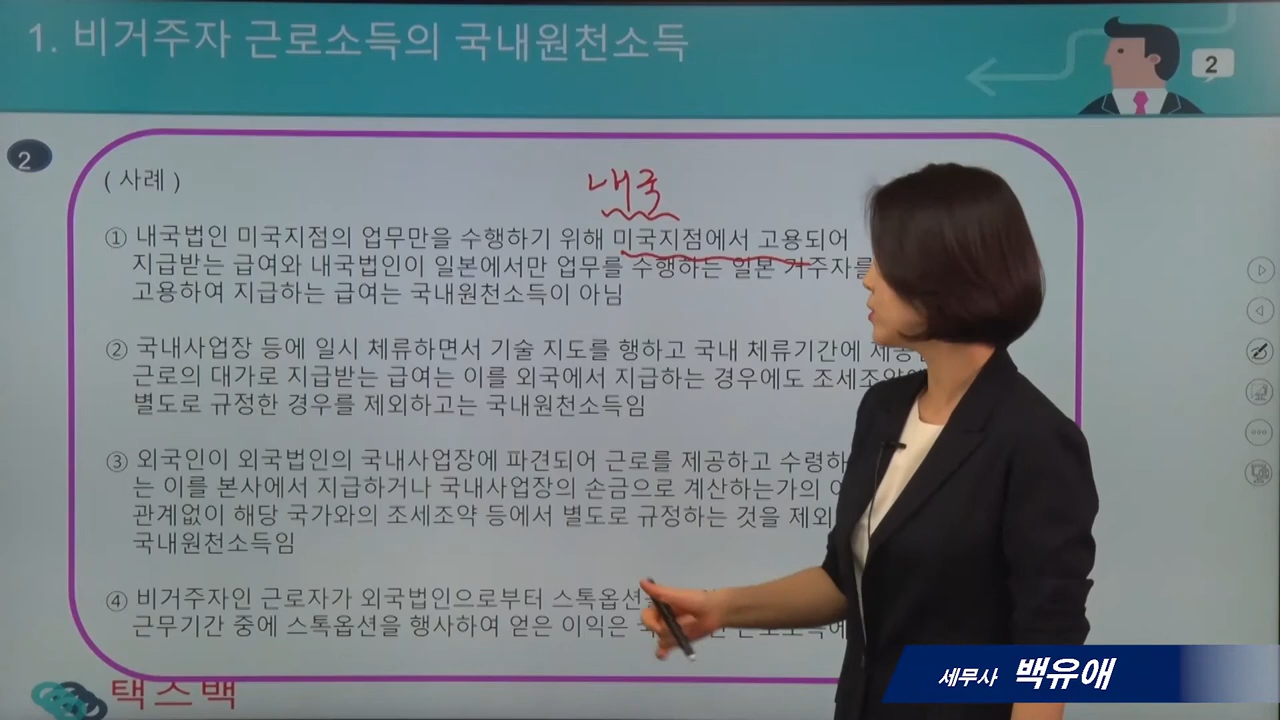 1. 비거주자 근로소득의 국내원천소득
2
2
( 사례 )
내국
① 내국법인 미국지점의 업무만을 수행하기 위해 미국지점에서 고용되어
지급받는 급여와 내국법인이 일본에서만 업무를 수행하는 일본 거주자를
고용하여 지급하는 급여는 국내원천소득이 아님
② 국내사업장 등에 일시 체류하면서 기술 지도를 행하고 국내 체류기간에
근로의 대가로 지급받는 급여는 이를 외국에서 지급하는 경우에도
별도로 규정한 경우를 제외하고는 국내원천소득임
③ 외국인이 외국법인의 국내사업장에 파견되어 근로를 제공하고
는 이를 본사에서 지급하거나 국내사업장의 손금으로 계산하는가의
관계없이 해당 국가와의 조세조약 등에서 별도로 규정하는 것을
국내원천소득임
④ 비거주자인 근로자가 외국법인으로부터
근무기간 중에 스톡옵션을 행사하여 얻은 이익은
택스백
세무사 백유애